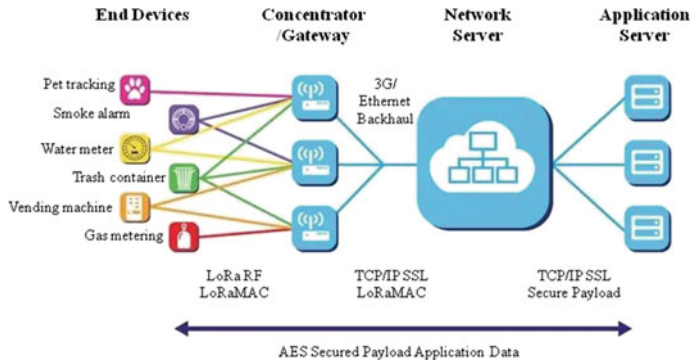 End Devices
Concentrator
/Gateway
Network
Server
Application
Server
Pet tracking
Smoke alarm
Water meter
Trash container
Vending machine
Gas metering
3G/
Ethernet
Backhaul
LoRa RF
LoRaMAC
TCP/IP SSL
LoRaMAC
TCP/IP SSL
Secure Payload
AES Secured Payload Application Data